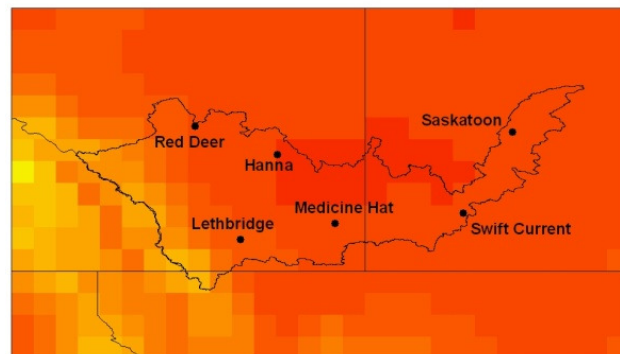 Saskatoon
Red Deer
Hanna
Medicine Hat
Lethbridge
Swift Current